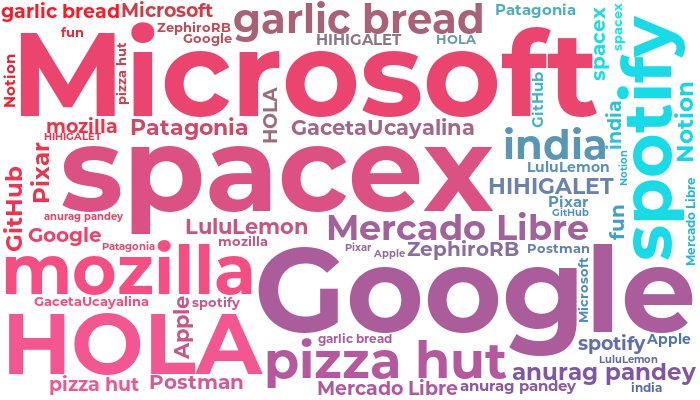 garlic bread
Microsoft
garlic bread
Patagonia
fun
ZephiroRB
Google
HIHIGALET
HOLA
spacex
spacex
Notion
Microsoft
pizza hut
GitHub
spotify
Notion
mozilla
HIHIGALET
Patagonia
HOLA
GacetaUcayalina
india
india
Pixar
spacex
LuluLemon
Notion
HIHIGALET
GitHub
Pixar
GitHub
anurag pandey
LuluLemon
Mercado Libre
fun
Mercado Libre
Google
Patagonia
mozilla
Pixar
Apple
ZephiroRB
Postman
mozilla
Google
Microsoft
GacetaUcayalina
Apple
spotify
HOLA
garlic bread
spotify
Apple
pizza hut
LuluLemon
anurag pandey
pizza hut
Postman
Mercado Libre
anurag pandey
india